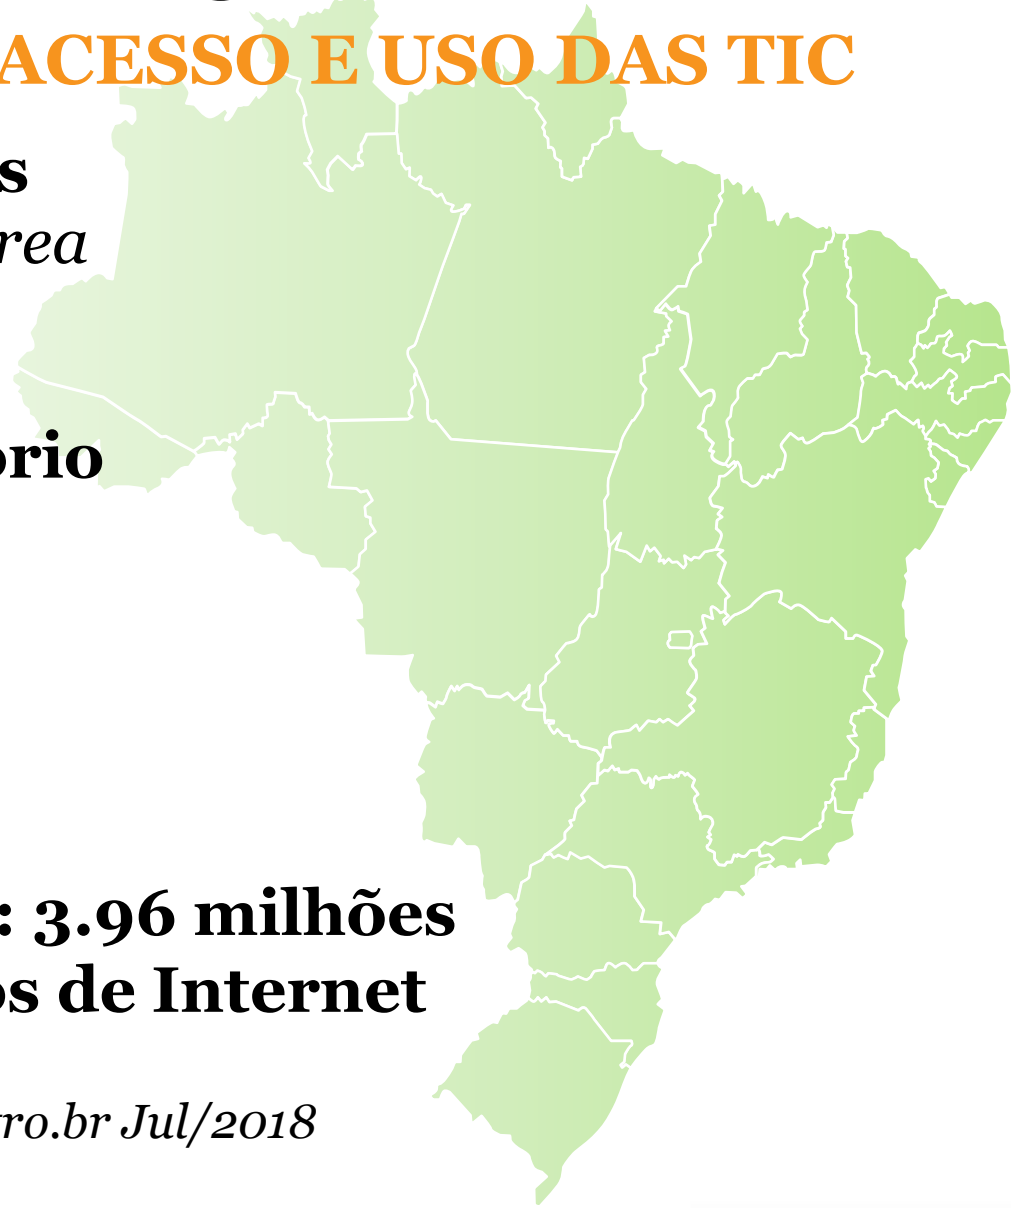 ACESSO E USO DAS TIC
s
rea
orio
: 3.96 milhões
os de Internet
ro.br Jul/2018